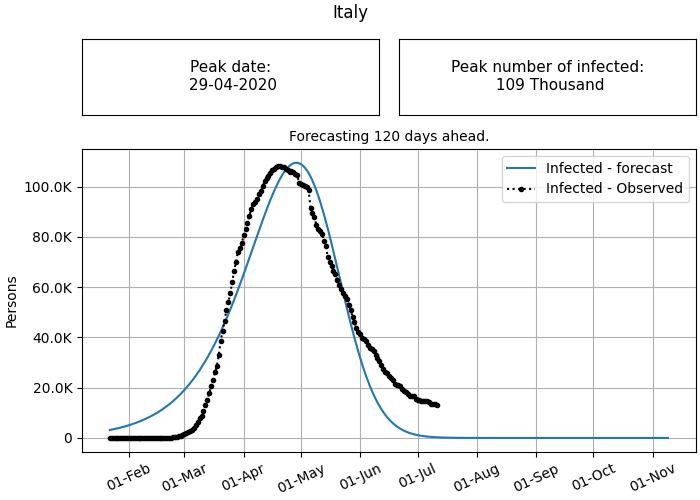 Italy
Peak date:
29-04-2020
Peak number of infected:
109 Thousand
Forecasting 120 days ahead.
Infected - forecast
Infected - Observed
100.0K
80.0K
60.0K
40.0K
20.0K
0
Persons
01-Feb
01-Mar
01-Apr
01-May
01-Jun
01-Jul
01-Aug
01-Sep
01-Oct
01-Nov